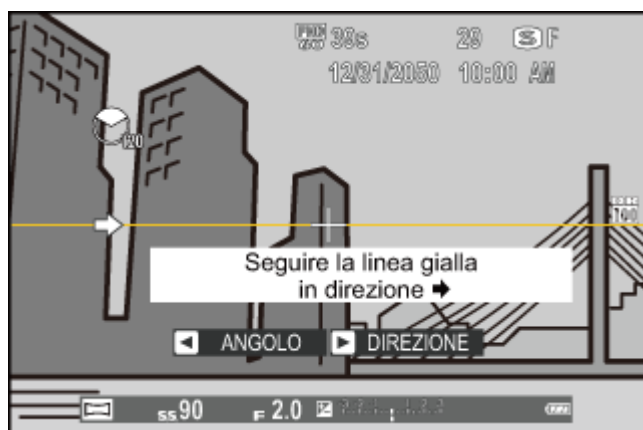 29 S F
12/31/2050 10:00 AM
120
100
Seguire la linea gialla
in direzione ➡
◀ ANGOLO ▶ DIREZIONE
SS 90 F 2.0